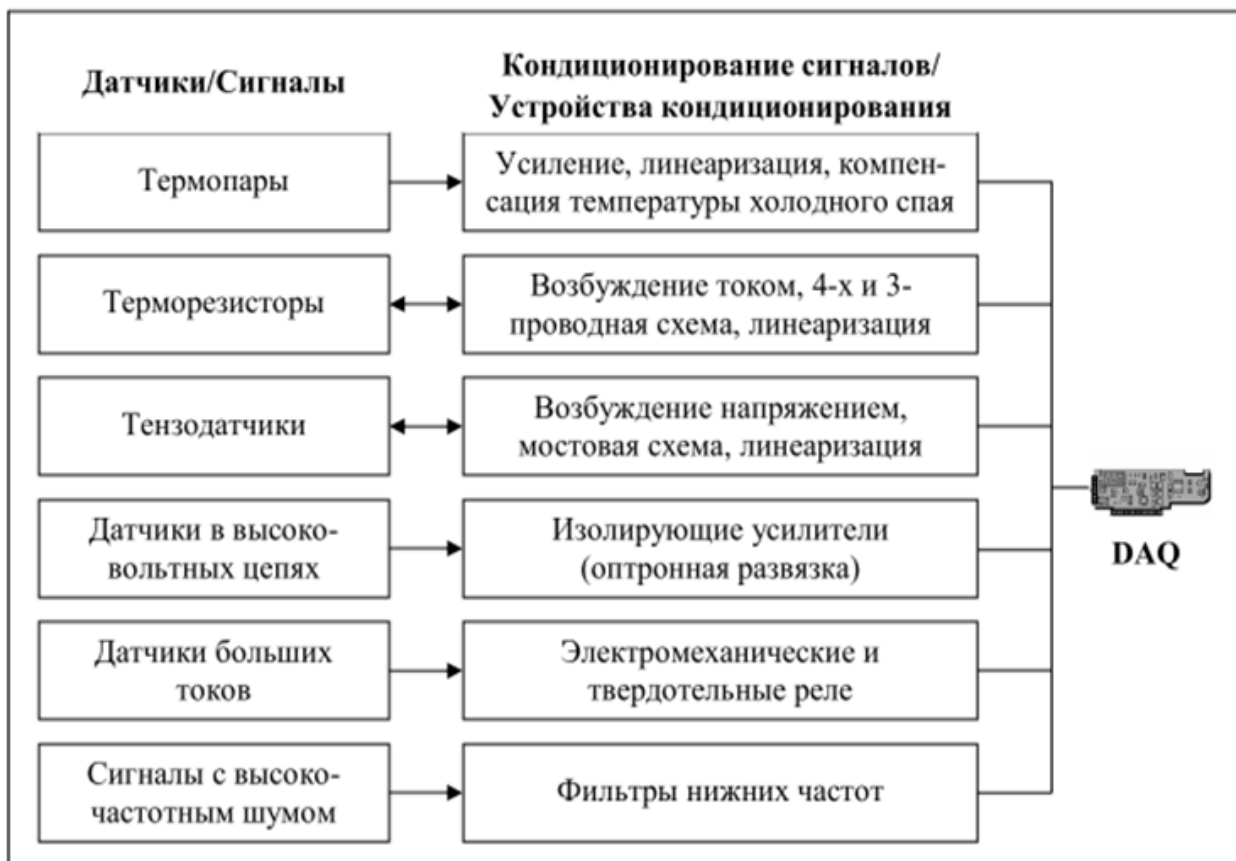 Датчики/Сигналы
Кондиционирование сигналов/
Устройства кондиционирования
Термопары
Усиление, линеаризация, компен-
сация температуры холодного спая
Терморезисторы
Возбуждение током, 4-х и 3-
проводная схема, линеаризация
Тензодатчики
Возбуждение напряжением,
мостовая схема, линеаризация
Датчики в высоко-
вольтных цепях
Изолирующие усилители
(оптронная развязка)
Датчики больших
токов
Электромеханические и
твердотельные реле
Сигналы с высоко-
частотным шумом
Фильтры нижних частот
DAQ